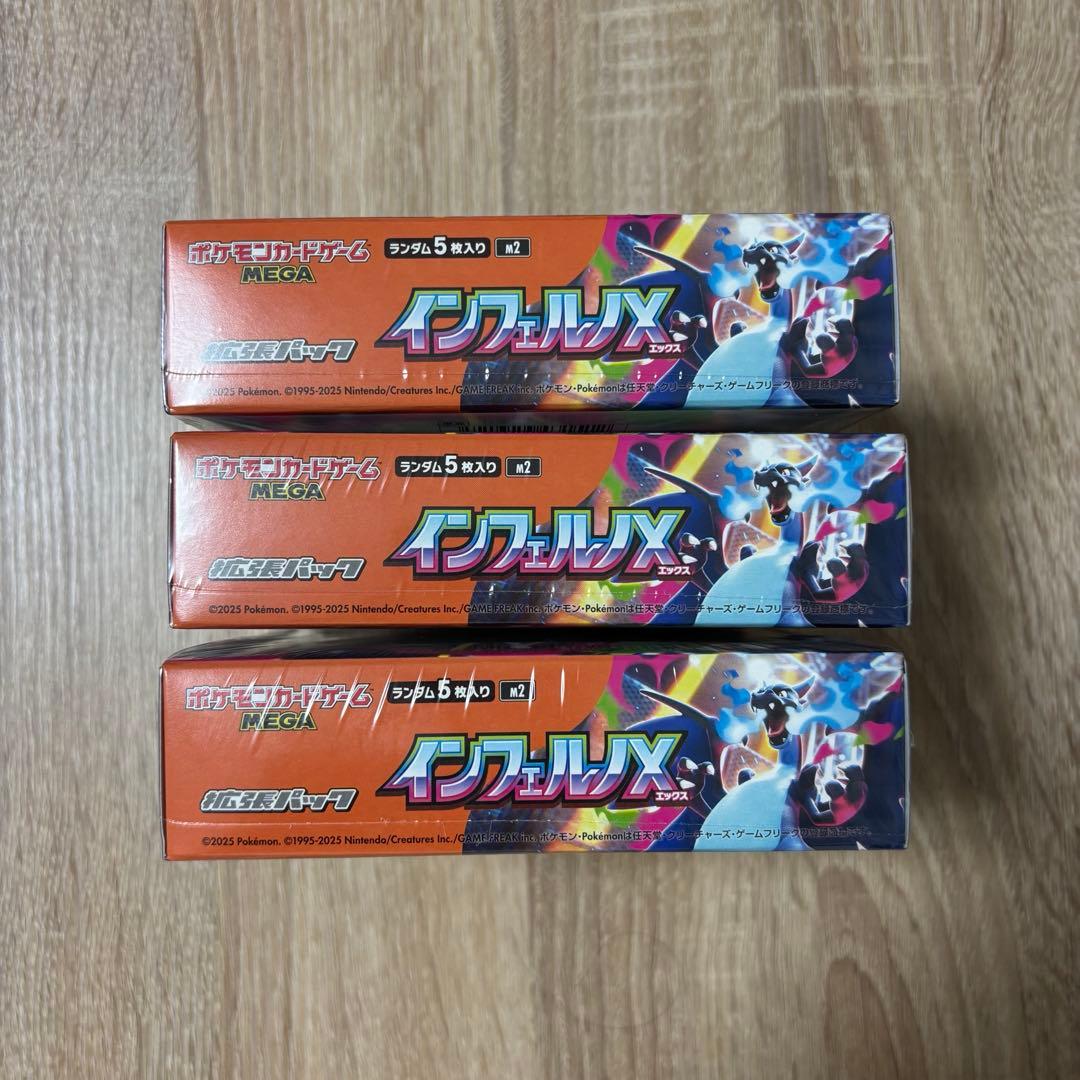 ポケモンカードゲーム
MEGA
ランダム5枚入り M2
インフェルノX
エックス
拡張パック
©2025 Pokémon. ©1995-2025 Nintendo/Creatures Inc./GAME FREAK inc. ポケモン・Pokémonは任天堂・クリーチャーズ・ゲームフリークの登録商標です。
ポケモンカードゲーム
MEGA
ランダム5枚入り M2
インフェルノX
エックス
拡張パック
©2025 Pokémon. ©1995-2025 Nintendo/Creatures Inc./GAME FREAK inc. ポケモン・Pokémonは任天堂・クリーチャーズ・ゲームフリークの登録商標です。
ポケモンカードゲーム
MEGA
ランダム5枚入り M2
インフェルノX
エックス
拡張パック
©2025 Pokémon. ©1995-2025 Nintendo/Creatures Inc./GAME FREAK inc. ポケモン・Pokémonは任天堂・クリーチャーズ・ゲームフリークの登録商標です。